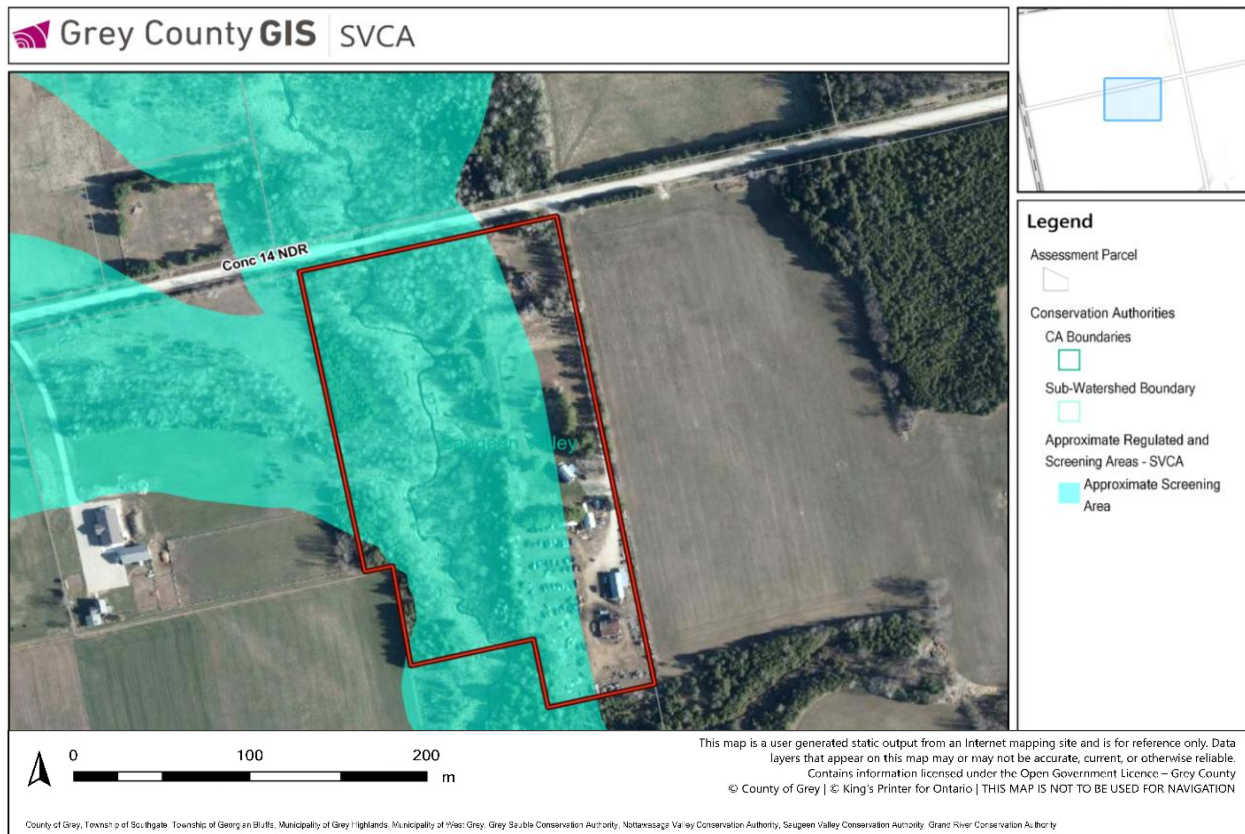 Grey County GIS | SVCA
Conc 14 NDR
Saugeen Valley
Legend
Assessment Parcel
Conservation Authorities
CA Boundaries
Sub-Watershed Boundary
Approximate Regulated and
Screening Areas - SVCA
Approximate Screening
Area
0 100 200
m
This map is a user generated static output from an Internet mapping site and is for reference only. Data
layers that appear on this map may or may not be accurate, current, or otherwise reliable.
Contains information licensed under the Open Government Licence – Grey County
© County of Grey | © King's Printer for Ontario | THIS MAP IS NOT TO BE USED FOR NAVIGATION
County of Grey, Township of Southgate, Township of Georgian Bluffs, Municipality of Grey Highlands, Municipality of West Grey, Grey Sauble Conservation Authority, Nottawasaga Valley Conservation Authority, Saugeen Valley Conservation Authority, Grand River Conservation Authority